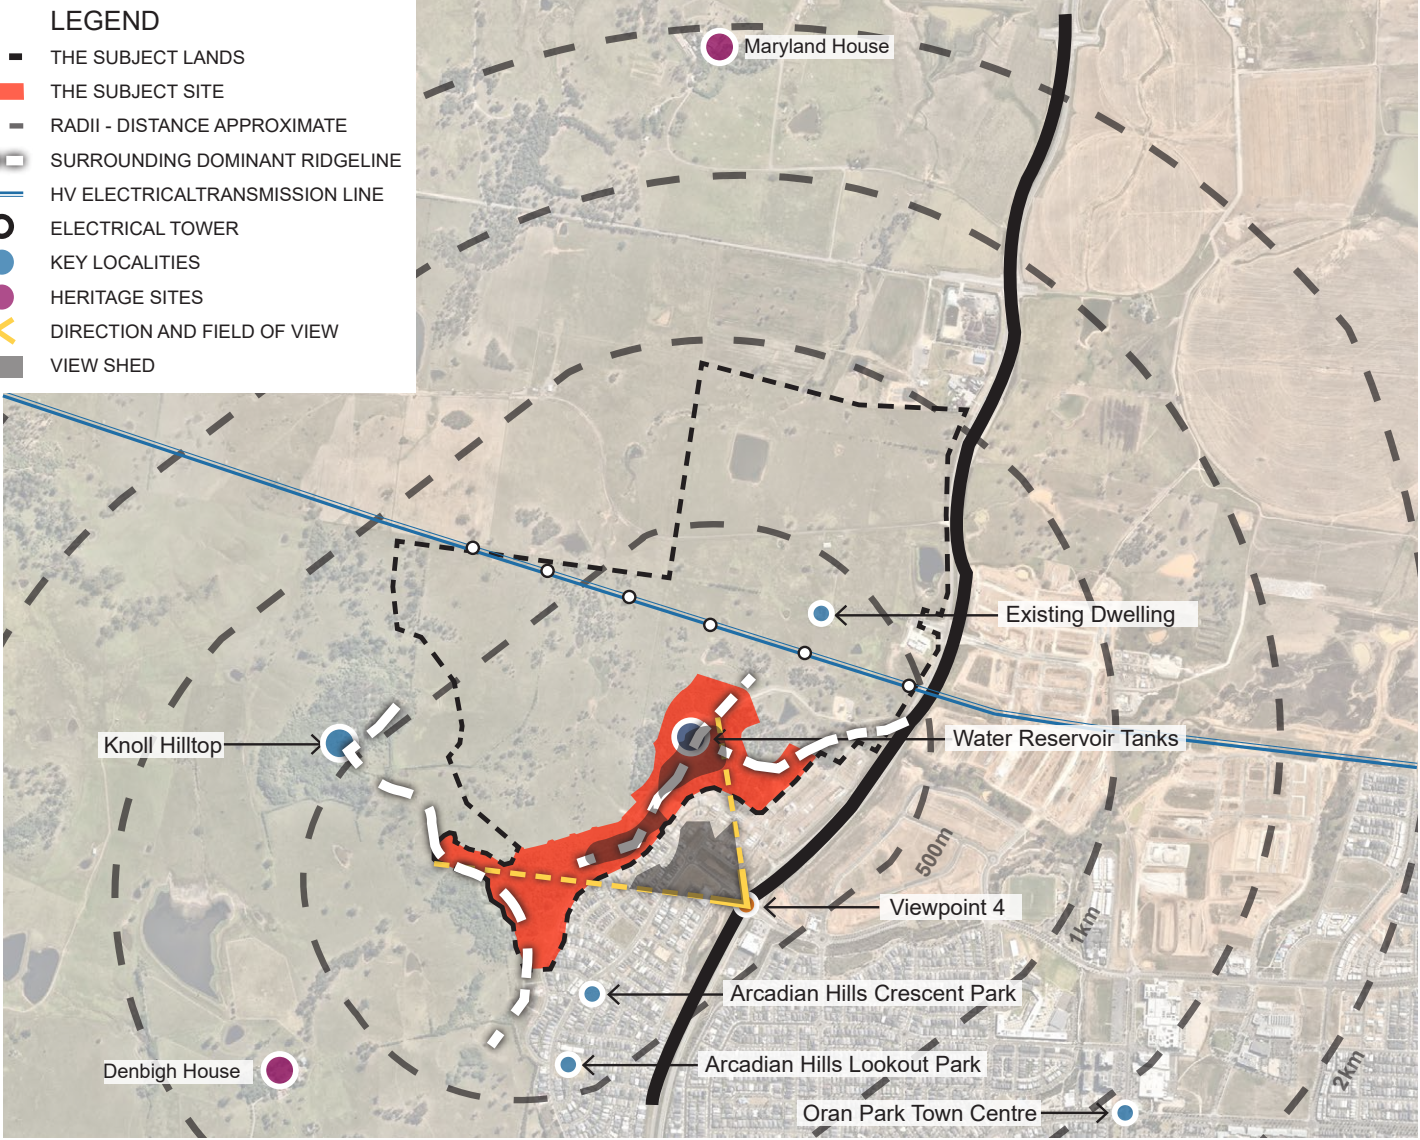 LEGEND
THE SUBJECT LANDS
THE SUBJECT SITE
RADII - DISTANCE APPROXIMATE
SURROUNDING DOMINANT RIDGELINE
HV ELECTRICALTRANSMISSION LINE
ELECTRICAL TOWER
KEY LOCALITIES
HERITAGE SITES
DIRECTION AND FIELD OF VIEW
VIEW SHED
Maryland House
Existing Dwelling
Knoll Hilltop
Water Reservoir Tanks
500m
Viewpoint 4
1km
Arcadian Hills Crescent Park
Denbigh House
Arcadian Hills Lookout Park
2km
Oran Park Town Centre